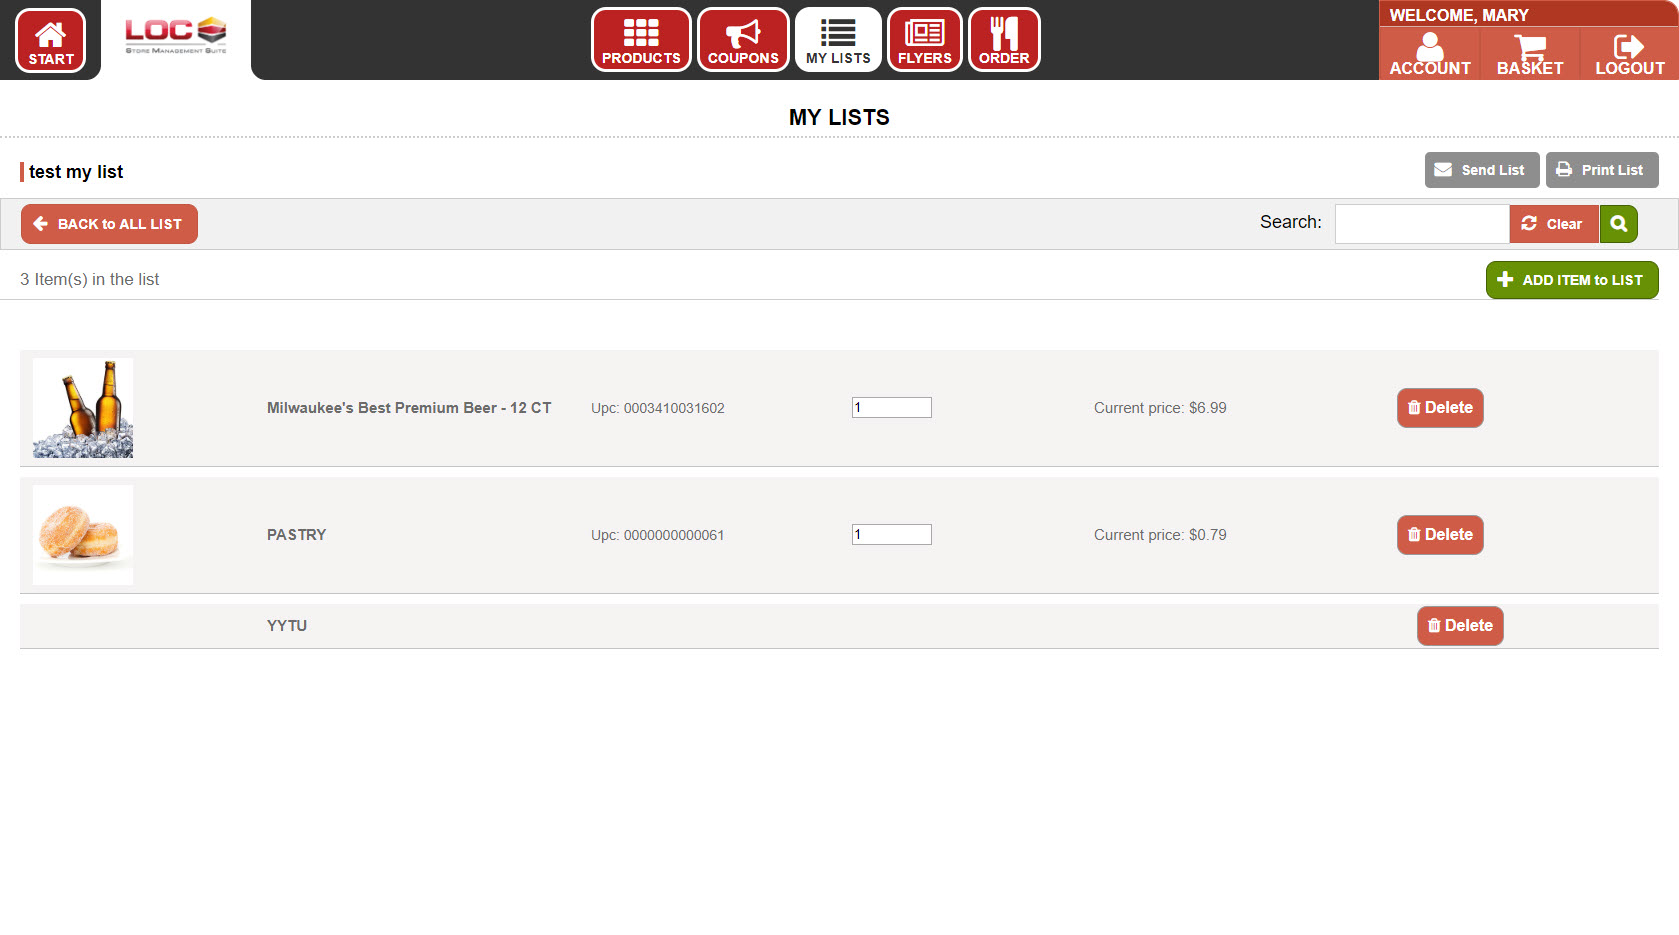 START
LOC
STORE MANAGEMENT SUITE
PRODUCTS
COUPONS
MY LISTS
FLYERS
ORDER
WELCOME, MARY
ACCOUNT
BASKET
LOGOUT
MY LISTS
test my list
Send List
Print List
BACK to ALL LIST
Search:
Clear
3 Item(s) in the list
ADD ITEM to LIST
Milwaukee's Best Premium Beer - 12 CT Upc: 0003410031602 1 Current price: $6.99 Delete
PASTRY Upc: 0000000000061 1 Current price: $0.79 Delete
YYTU Delete